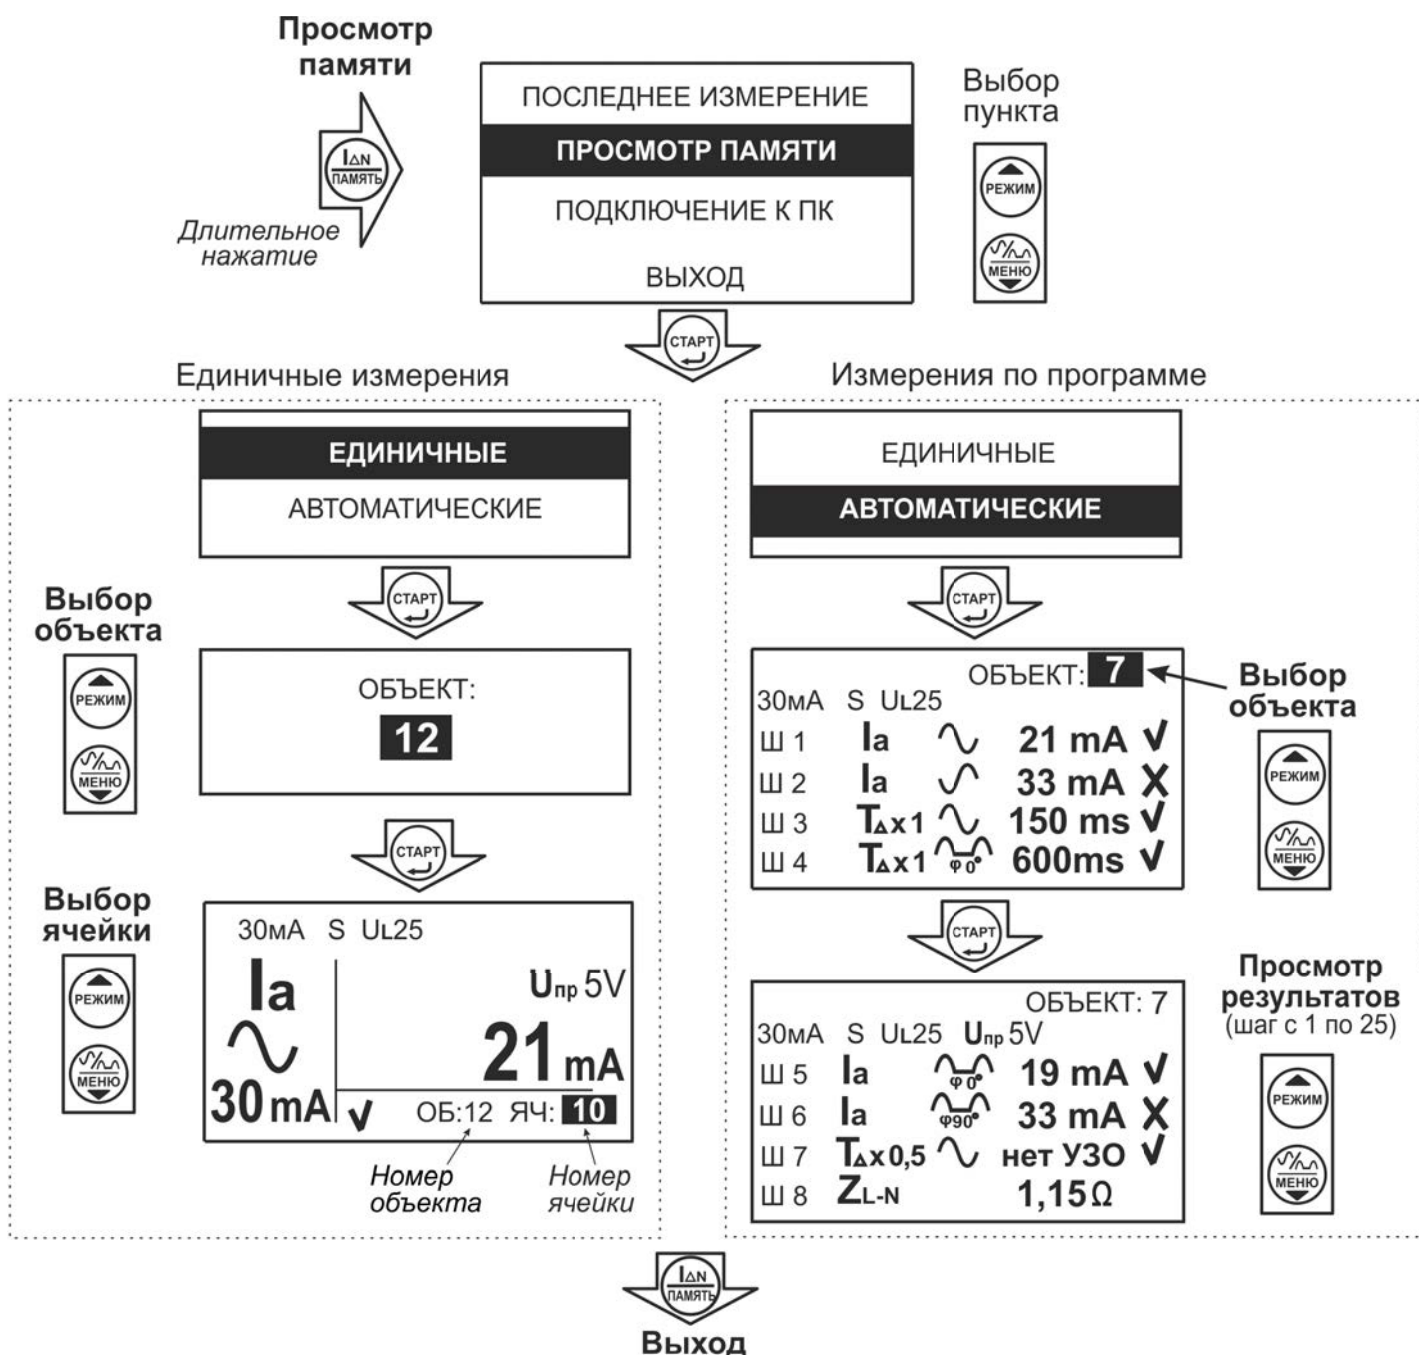 Просмотр
памяти
IΔN
ПАМЯТЬ
Длительное
нажатие
ПОСЛЕДНЕЕ ИЗМЕРЕНИЕ
ПРОСМОТР ПАМЯТИ
ПОДКЛЮЧЕНИЕ К ПК
ВЫХОД
Выбор
пункта
РЕЖИМ
МЕНЮ
СТАРТ
Единичные измерения
ЕДИНИЧНЫЕ
АВТОМАТИЧЕСКИЕ
СТАРТ
Выбор
объекта
РЕЖИМ
МЕНЮ
ОБЪЕКТ:
12
СТАРТ
Выбор
ячейки
РЕЖИМ
МЕНЮ
30мА S UL25
Ia
Uпр 5V
21 mA
30 mA ✓ ОБ:12 ЯЧ: 10
Номер
объекта
Номер
ячейки
Измерения по программе
ЕДИНИЧНЫЕ
АВТОМАТИЧЕСКИЕ
СТАРТ
ОБЪЕКТ: 7
30мА S UL25
Ш 1 Ia 21 mA ✓
Ш 2 Ia 33 mA X
Ш 3 TΔx1 150 ms ✓
Ш 4 TΔx1 φ 0° 600ms ✓
Выбор
объекта
РЕЖИМ
МЕНЮ
СТАРТ
ОБЪЕКТ: 7
30мА S UL25 Uпр 5V
Ш 5 Ia φ 0° 19 mA ✓
Ш 6 Ia φ90° 33 mA X
Ш 7 TΔx0,5 нет УЗО ✓
Ш 8 ZL-N 1,15Ω
Просмотр
результатов
(шаг с 1 по 25)
РЕЖИМ
МЕНЮ
IΔN
ПАМЯТЬ
Выход